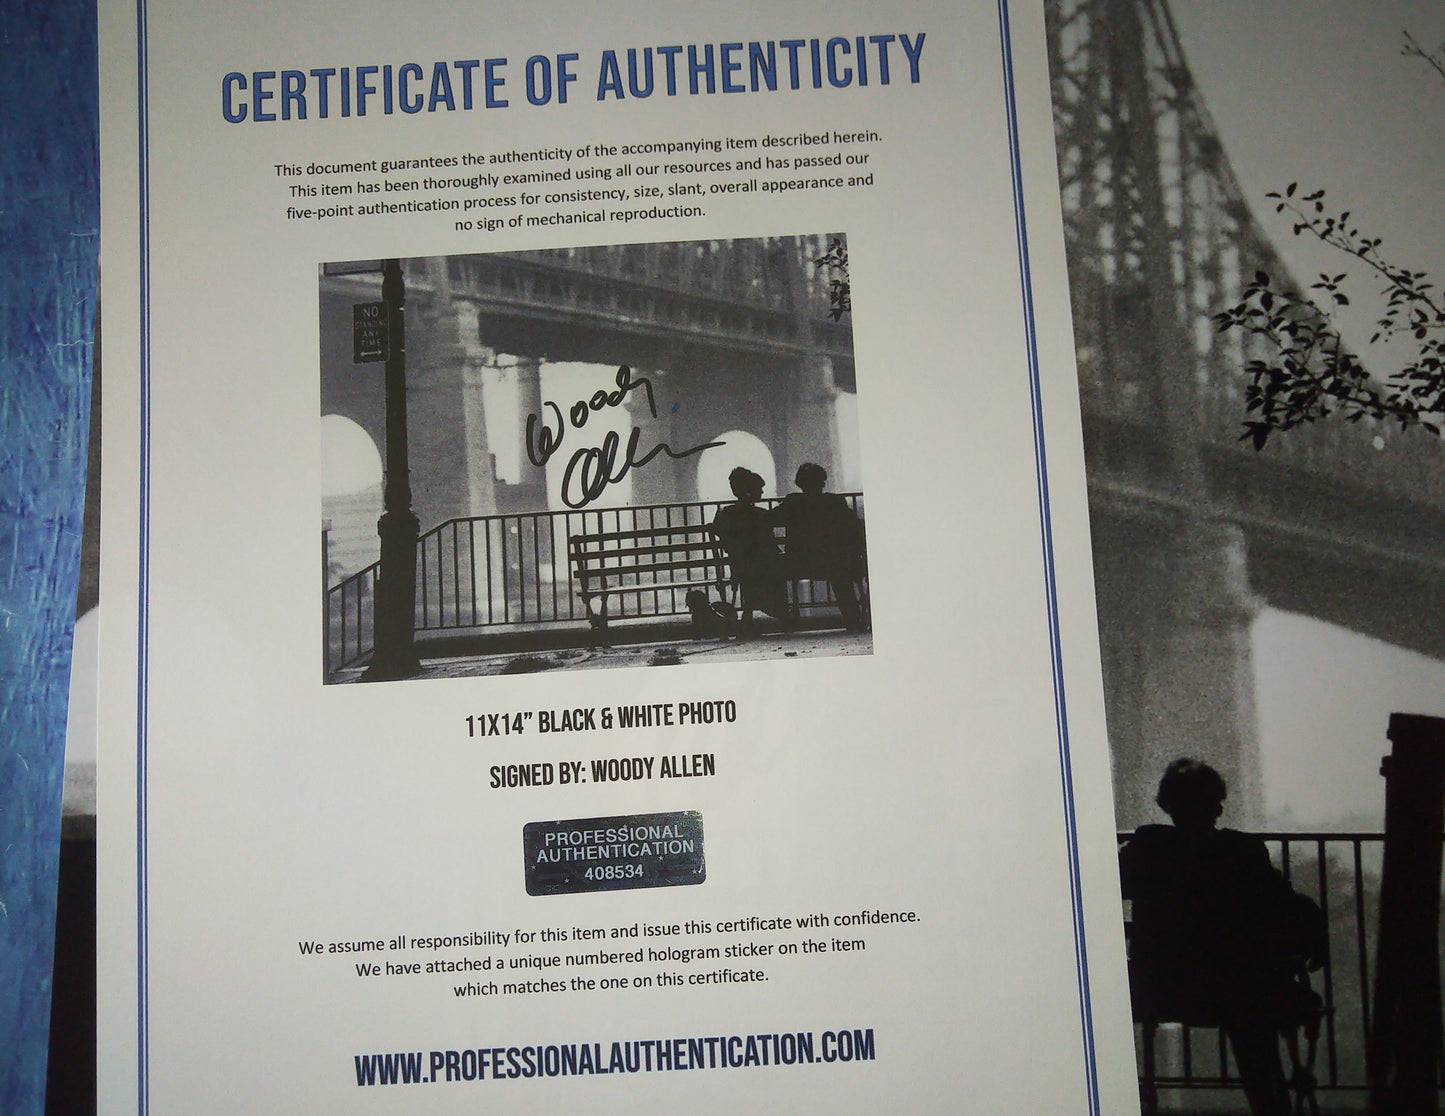 CERTIFICATE OF AUTHENTICITY
This document guarantees the authenticity of the accompanying item described herein.
This item has been thoroughly examined using all our resources and has passed our
five-point authentication process for consistency, size, slant, overall appearance and
no sign of mechanical reproduction.
NO
STANDING
ANY
TIME
Woody
Allen
11X14” BLACK & WHITE PHOTO
SIGNED BY: WOODY ALLEN
PROFESSIONAL
AUTHENTICATION
408534
We assume all responsibility for this item and issue this certificate with confidence.
We have attached a unique numbered hologram sticker on the item
which matches the one on this certificate.
WWW.PROFESSIONALAUTHENTICATION.COM